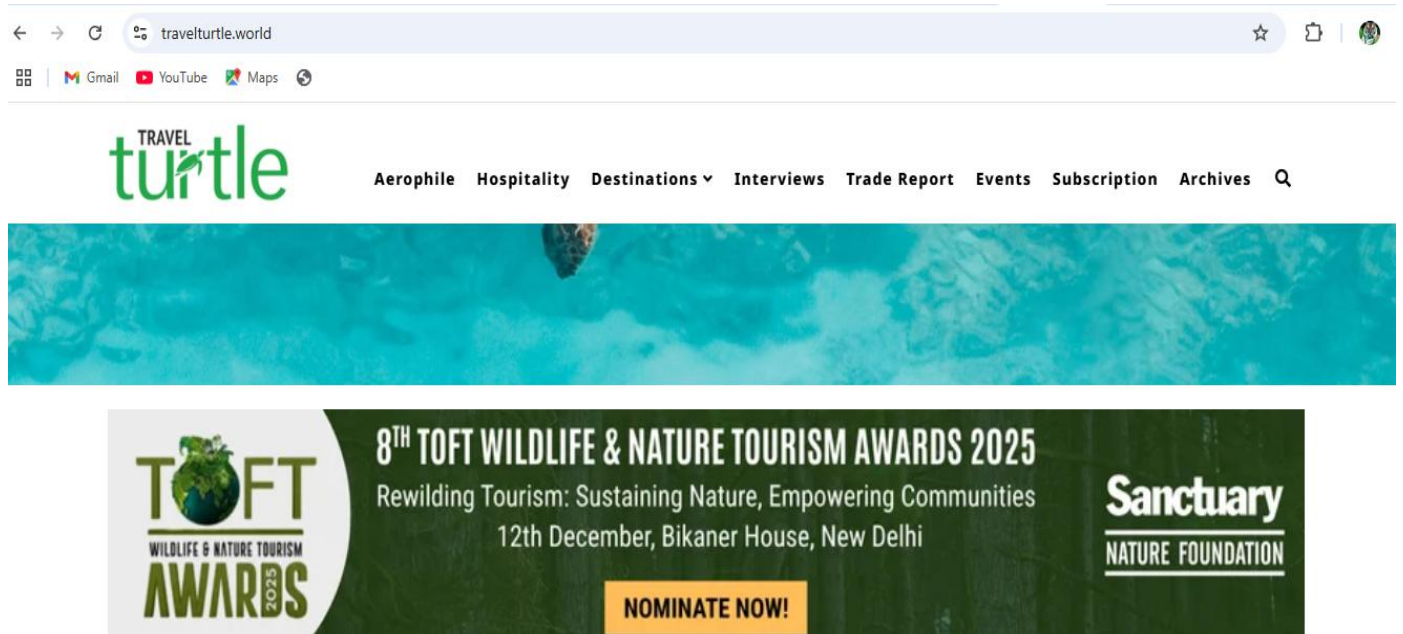 travelturtle.world
Gmail YouTube Maps
TRAVEL
turtle
Aerophile Hospitality Destinations Interviews Trade Report Events Subscription Archives
TOFT
WILDLIFE & NATURE TOURISM
AWARDS 2025
8TH TOFT WILDLIFE & NATURE TOURISM AWARDS 2025
Rewilding Tourism: Sustaining Nature, Empowering Communities
12th December, Bikaner House, New Delhi
NOMINATE NOW!
Sanctuary
NATURE FOUNDATION